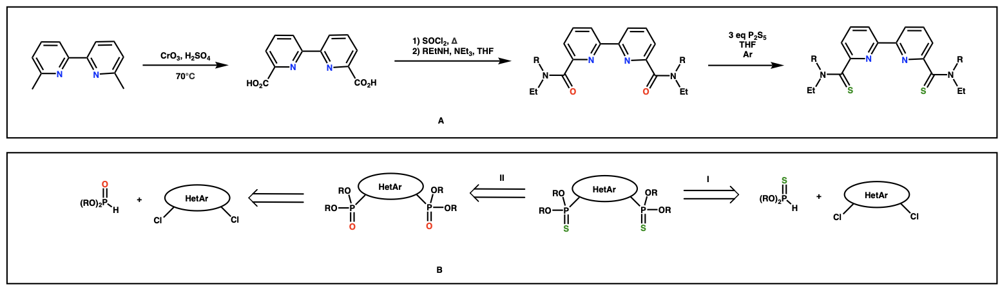 CrO3, H2SO4
70°C
N
N
HO2C
N
N
CO2H
1) SOCl2, Δ
2) REtNH, NEt3, THF
R
N
Et
O
N
N
O
N
R
Et
3 eq P2S5
THF
Ar
R
N
Et
S
N
N
S
N
R
Et
A
O
(RO)2P
H
+
HetAr
Cl
Cl
RO
RO
P
O
HetAr
OR
P
OR
O
II
RO
RO
P
S
HetAr
OR
P
OR
S
I
S
(RO)2P
H
+
HetAr
Cl
Cl
B